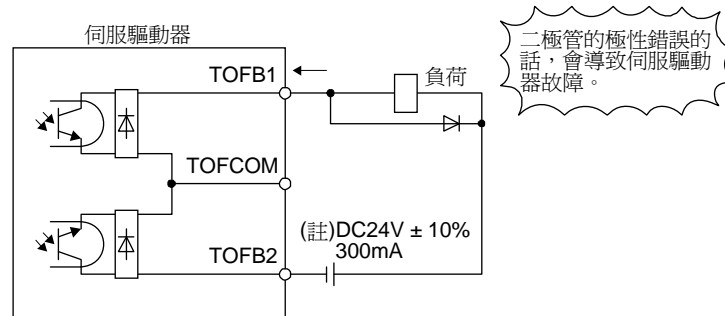 伺服驅動器
TOFB1
負荷
二極管的極性錯誤的
話，會導致伺服驅動
器故障。
TOFCOM
(註)DC24V ± 10%
300mA
TOFB2